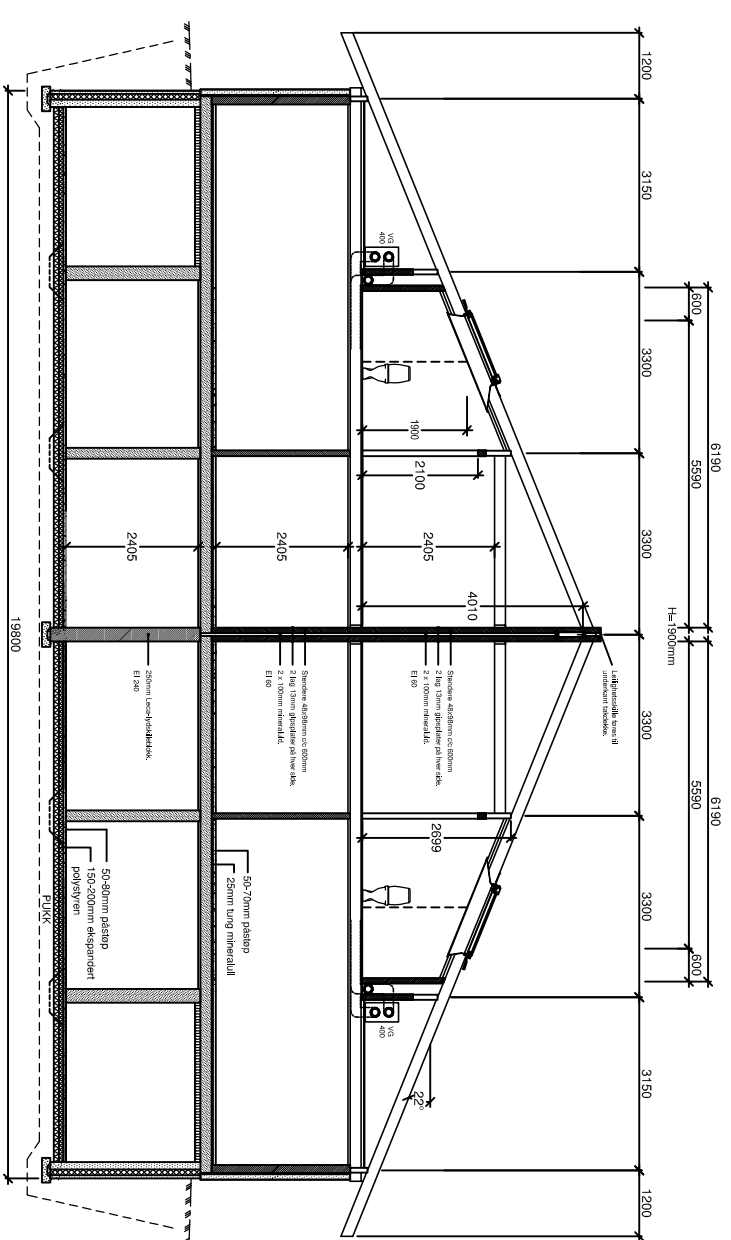 1200
3150
3300
3300
3300
3300
3150
1200
6190
6190
600
5590
5590
600
H=1900mm
Leilighetsskille føres til
underkant takdekke.
VG
400
1900
2100
2405
4010
2699
22°
VG
400
Stendere 48x98mm c/c 600mm
2 lag 13mm gipsplater på hver side.
2 x 100mm mineralull.
EI 60
2405
Stendere 48x98mm c/c 600mm
2 lag 13mm gipsplater på hver side.
2 x 100mm mineralull.
EI 60
50-70mm påstøp
25mm tung mineralull
2405
250mm Leca-lydskilleblokk.
EI 240
50-80mm påstøp
150-200mm ekspandert
polystyren
PUKK
19800